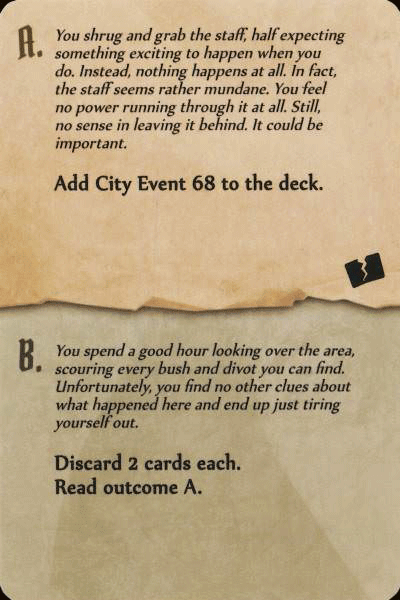 A. You shrug and grab the staff, half expecting
something exciting to happen when you
do. Instead, nothing happens at all. In fact,
the staff seems rather mundane. You feel
no power running through it at all. Still,
no sense in leaving it behind. It could be
important.
Add City Event 68 to the deck.
B. You spend a good hour looking over the area,
scouring every bush and divot you can find.
Unfortunately, you find no other clues about
what happened here and end up just tiring
yourself out.
Discard 2 cards each.
Read outcome A.